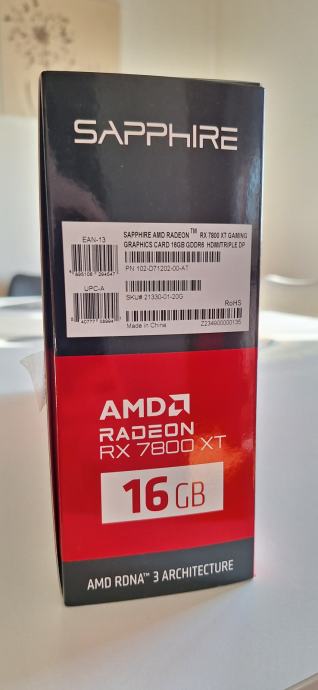 SAPPHIRE
EAN-13
SAPPHIRE AMD RADEON™ RX 7800 XT GAMING
GRAPHICS CARD 16GB GDDR6 HDMI/TRIPLE DP
PN 102-D71202-00-AT
UPC-A
SKU# 21330-01-20G
RoHS
Made in China
AMD
RADEON
RX 7800 XT
16 GB
AMD RDNA™ 3 ARCHITECTURE